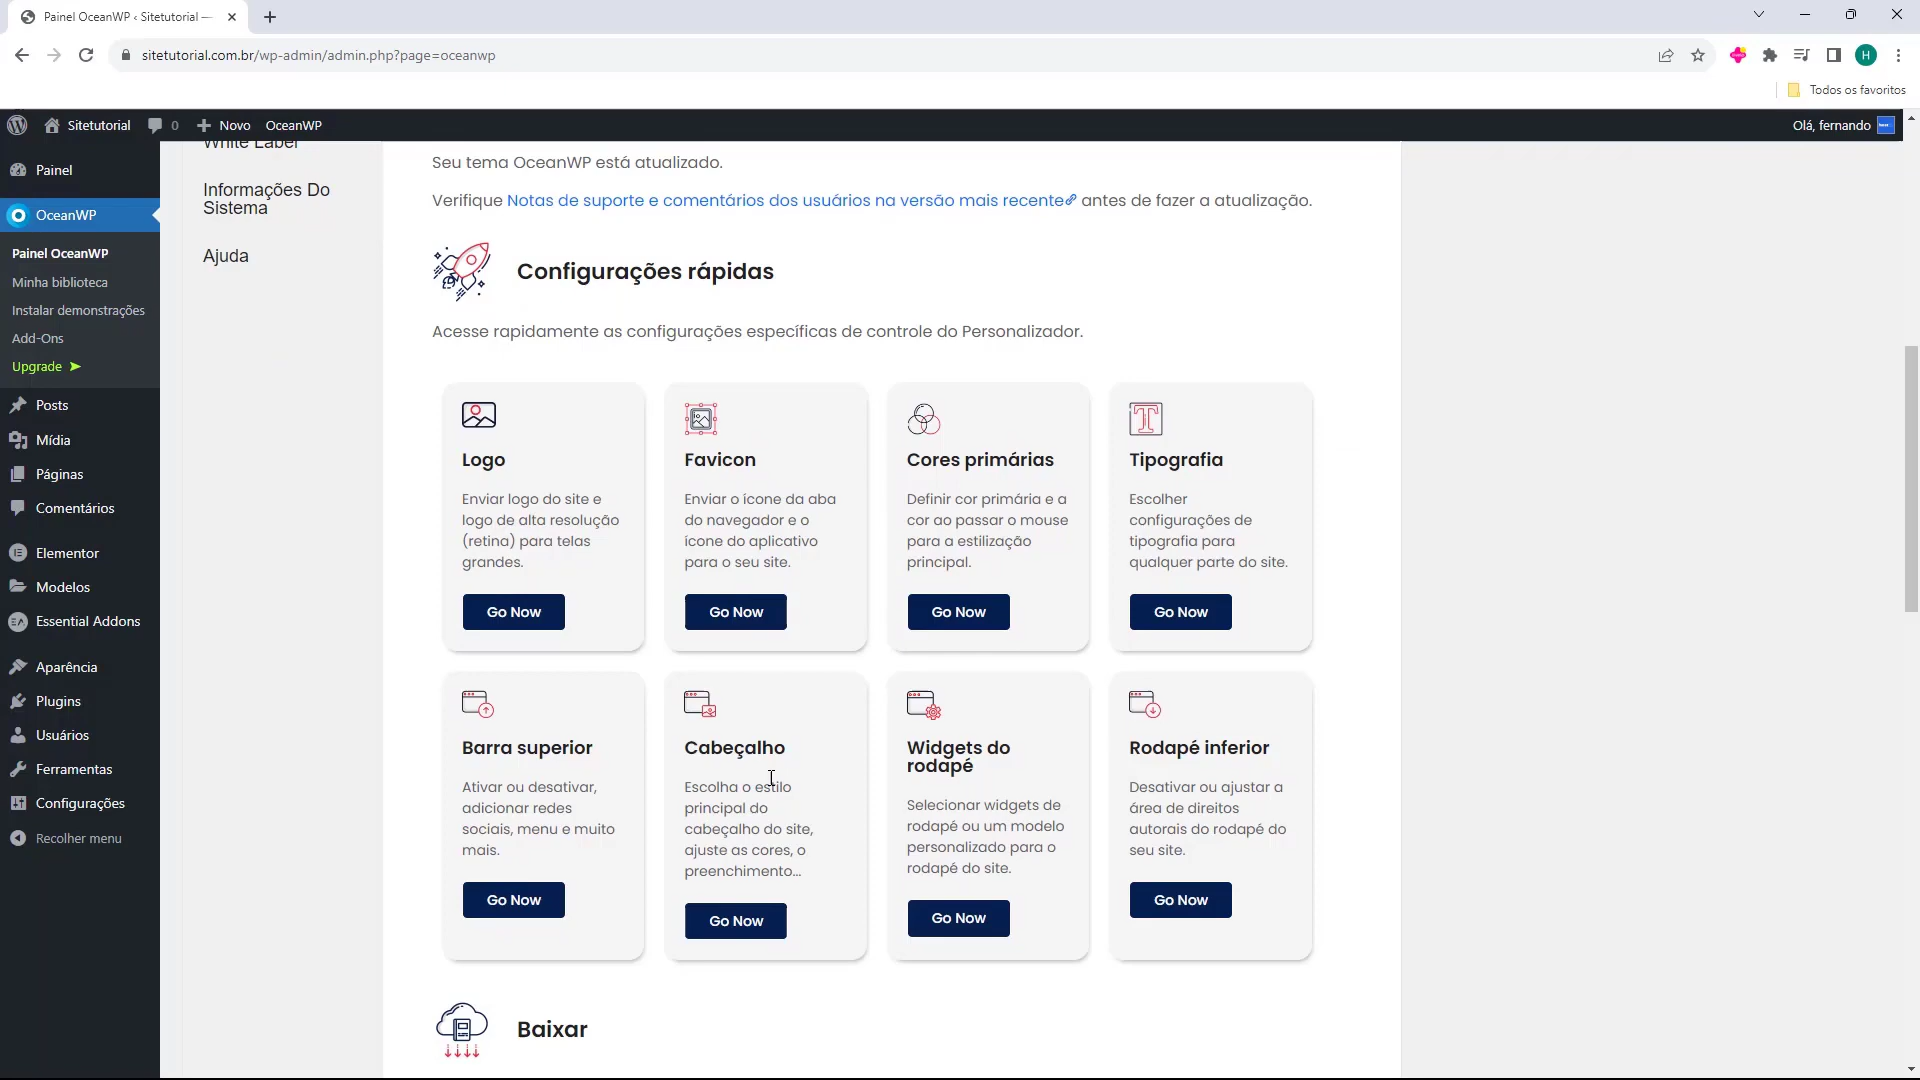 Painel OceanWP ‹ Sitetutorial —
sitetutorial.com.br/wp-admin/admin.php?page=oceanwp
H
Todos os favoritos
Sitetutorial
0
Novo
OceanWP
Olá, fernando
Painel
OceanWP
Painel OceanWP
Minha biblioteca
Instalar demonstrações
Add-Ons
Upgrade ➤
Posts
Mídia
Páginas
Comentários
Elementor
Modelos
Essential Addons
Aparência
Plugins
Usuários
Ferramentas
Configurações
Recolher menu
White Label
Informações Do
Sistema
Ajuda
Seu tema OceanWP está atualizado.
Verifique Notas de suporte e comentários dos usuários na versão mais recente antes de fazer a atualização.
Configurações rápidas
Acesse rapidamente as configurações específicas de controle do Personalizador.
Logo
Enviar logo do site e
logo de alta resolução
(retina) para telas
grandes.
Go Now
Favicon
Enviar o ícone da aba
do navegador e o
ícone do aplicativo
para o seu site.
Go Now
Cores primárias
Definir cor primária e a
cor ao passar o mouse
para a estilização
principal.
Go Now
Tipografia
Escolher
configurações de
tipografia para
qualquer parte do site.
Go Now
Barra superior
Ativar ou desativar,
adicionar redes
sociais, menu e muito
mais.
Go Now
Cabeçalho
Escolha o estilo
principal do
cabeçalho do site,
ajuste as cores, o
preenchimento...
Go Now
Widgets do
rodapé
Selecionar widgets de
rodapé ou um modelo
personalizado para o
rodapé do site.
Go Now
Rodapé inferior
Desativar ou ajustar a
área de direitos
autorais do rodapé do
seu site.
Go Now
Baixar